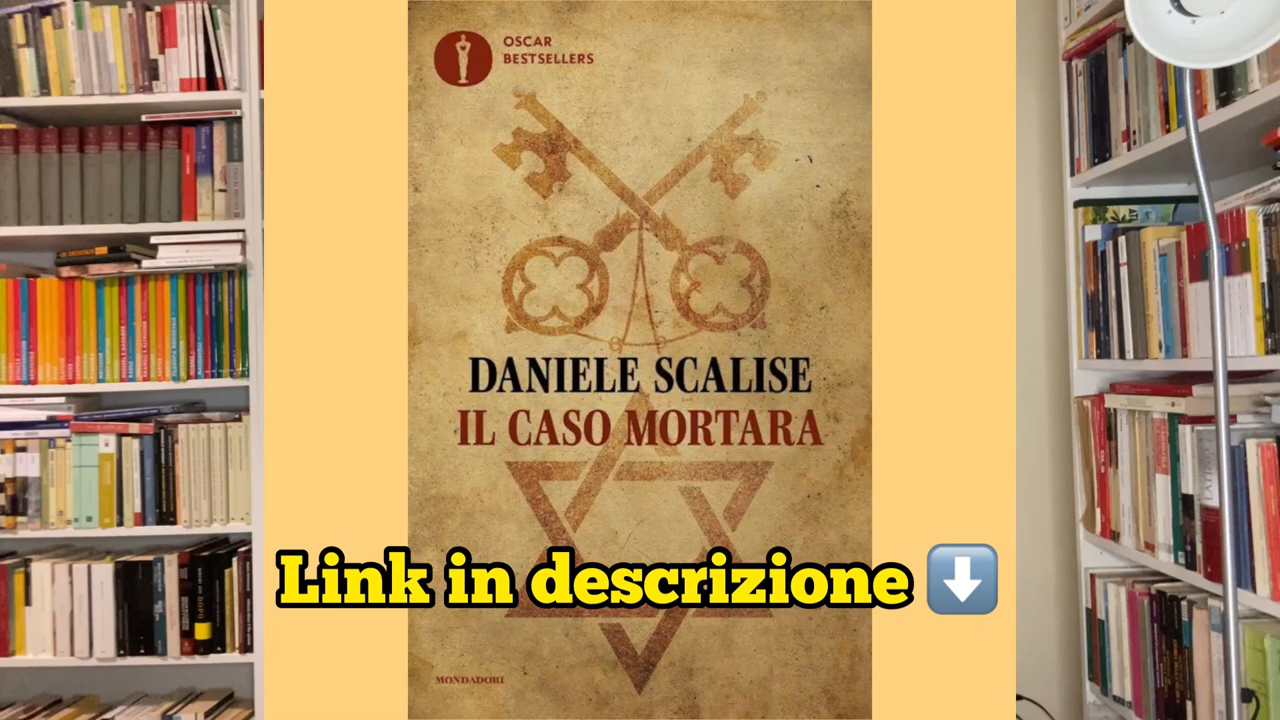 OSCAR
BESTSELLERS
DANIELE SCALISE
IL CASO MORTARA
Link in descrizione
MONDADORI